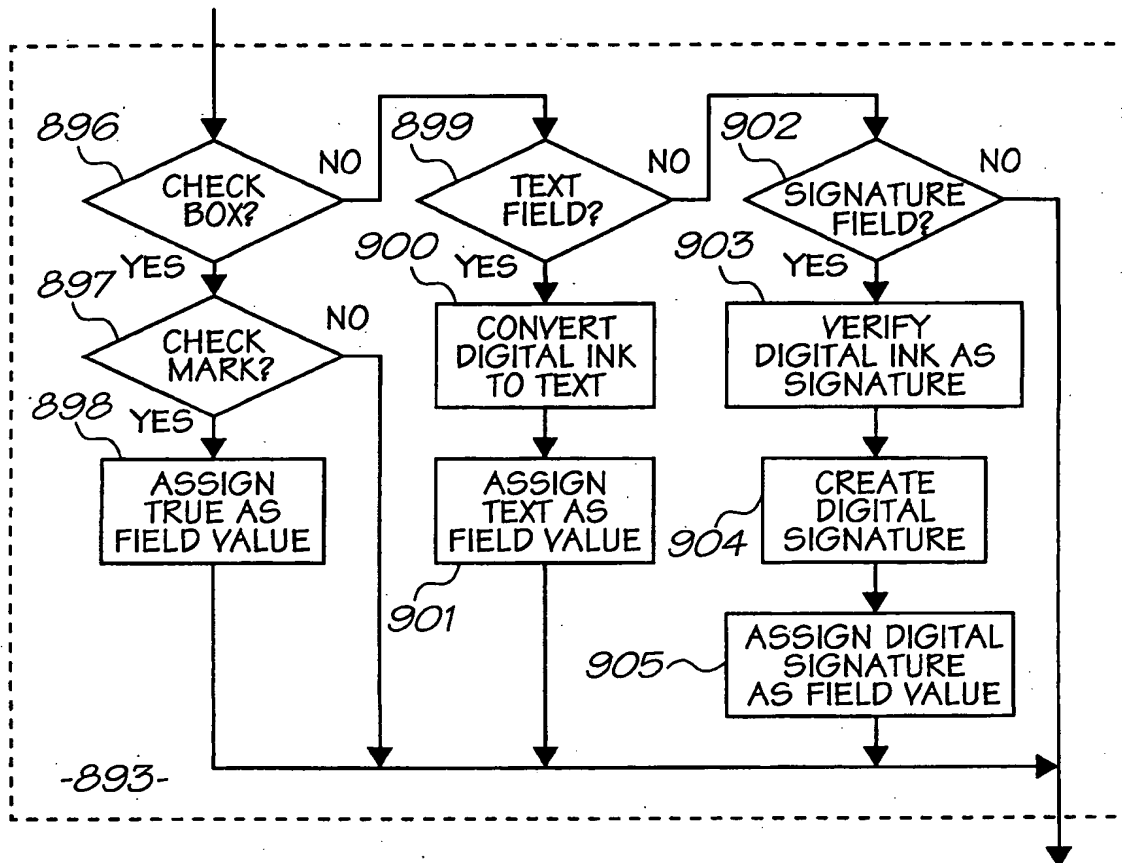 896
CHECK
BOX?
NO
YES
899
TEXT
FIELD?
NO
YES
902
SIGNATURE
FIELD?
NO
YES
897
CHECK
MARK?
NO
YES
900
CONVERT
DIGITAL INK
TO TEXT
903
VERIFY
DIGITAL INK AS
SIGNATURE
898
ASSIGN
TRUE AS
FIELD VALUE
ASSIGN
TEXT AS
FIELD VALUE
901
CREATE
DIGITAL
SIGNATURE
904
ASSIGN DIGITAL
SIGNATURE
AS FIELD VALUE
905
-893-